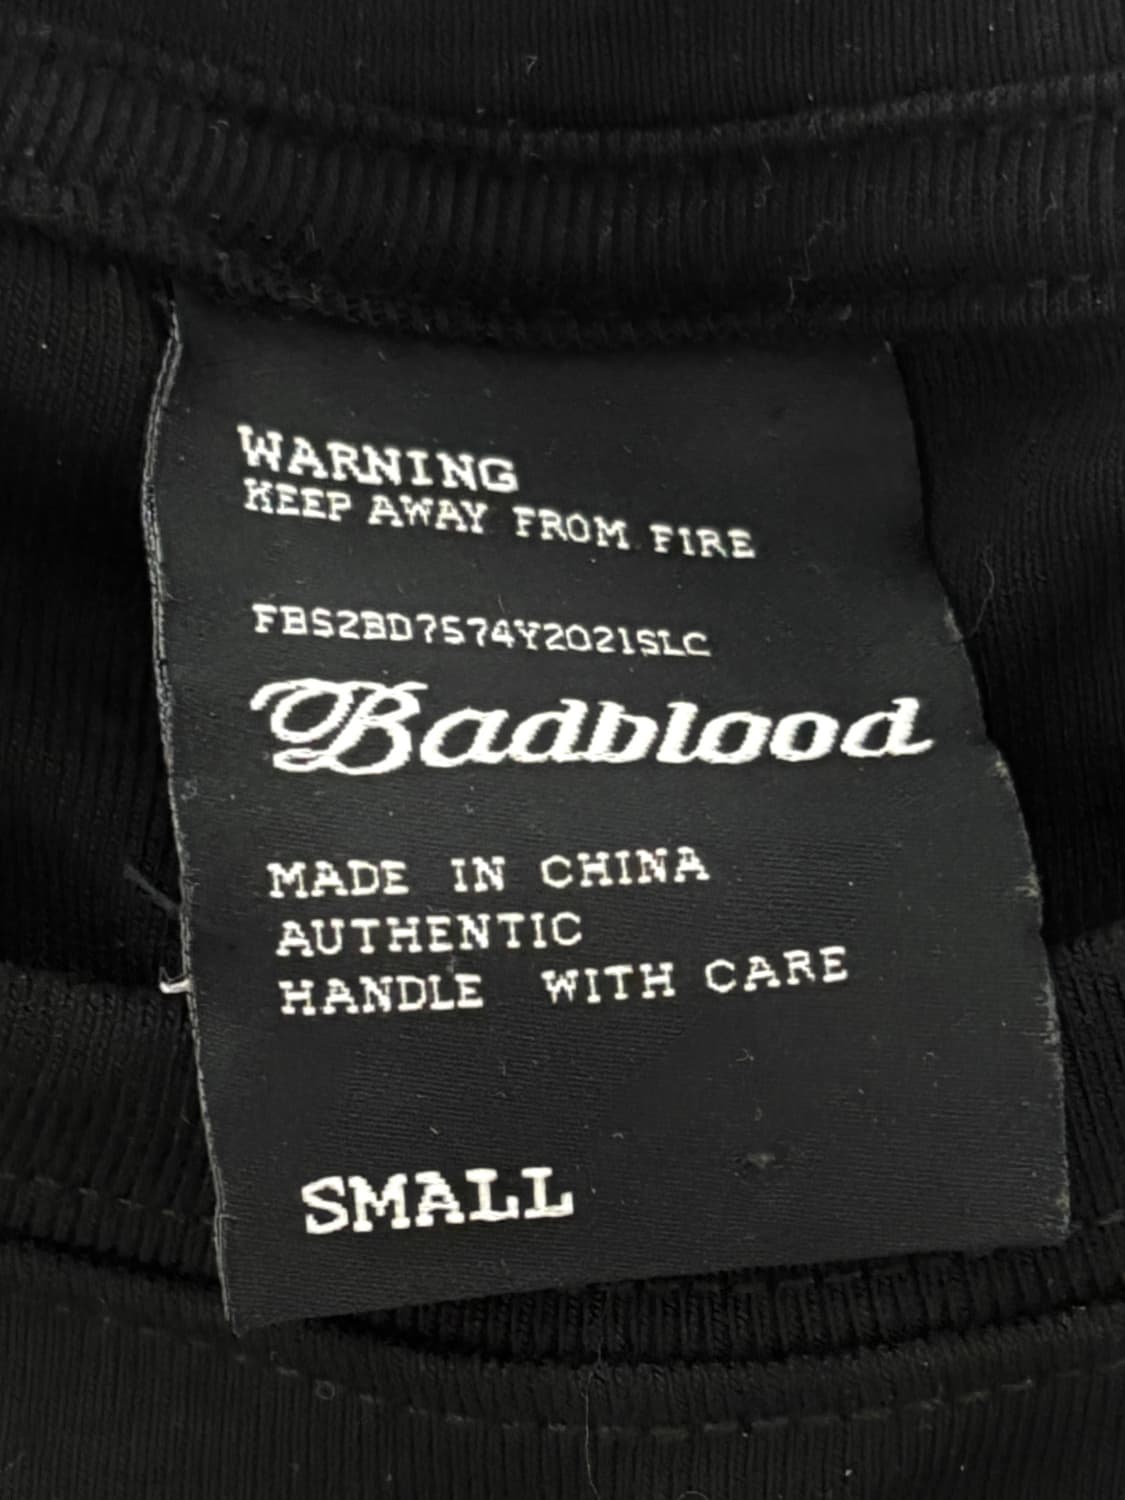 WARNING
KEEP AWAY FROM FIRE
FBS2BD7574Y2021SLC
Badblood
MADE IN CHINA
AUTHENTIC
HANDLE WITH CARE
SMALL